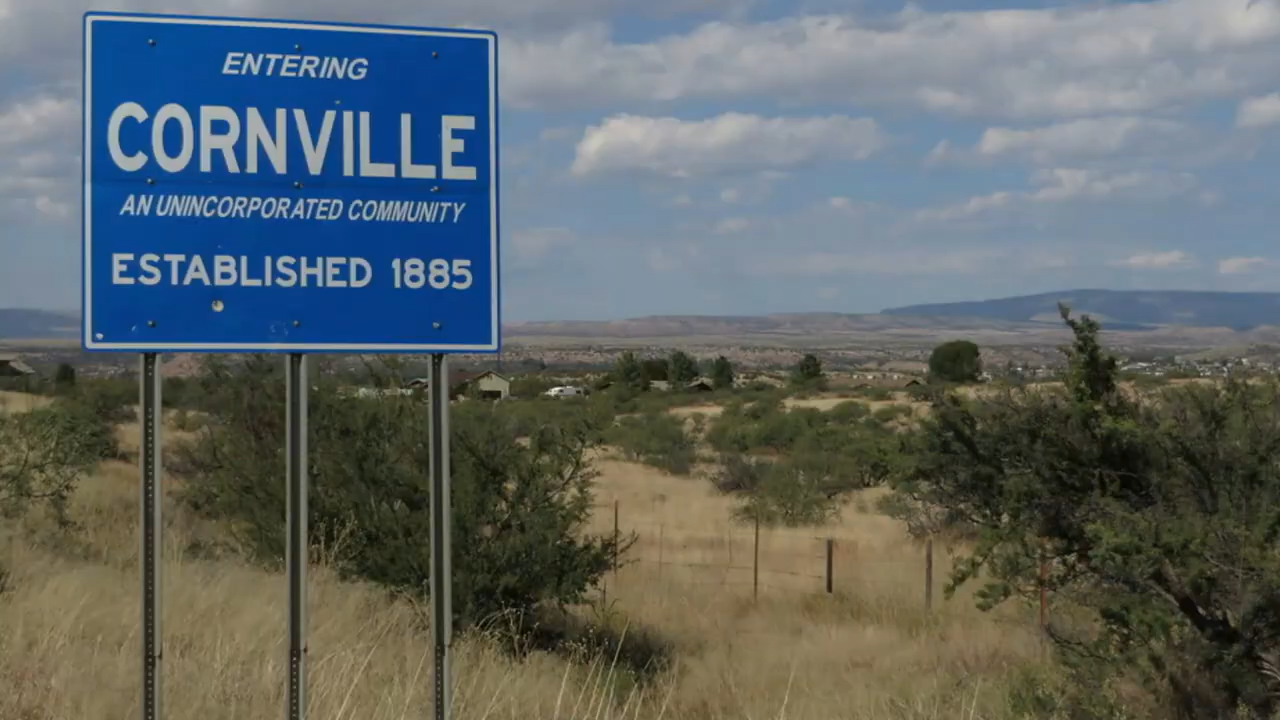 ENTERING
CORNVILLE
AN UNINCORPORATED COMMUNITY
ESTABLISHED 1885